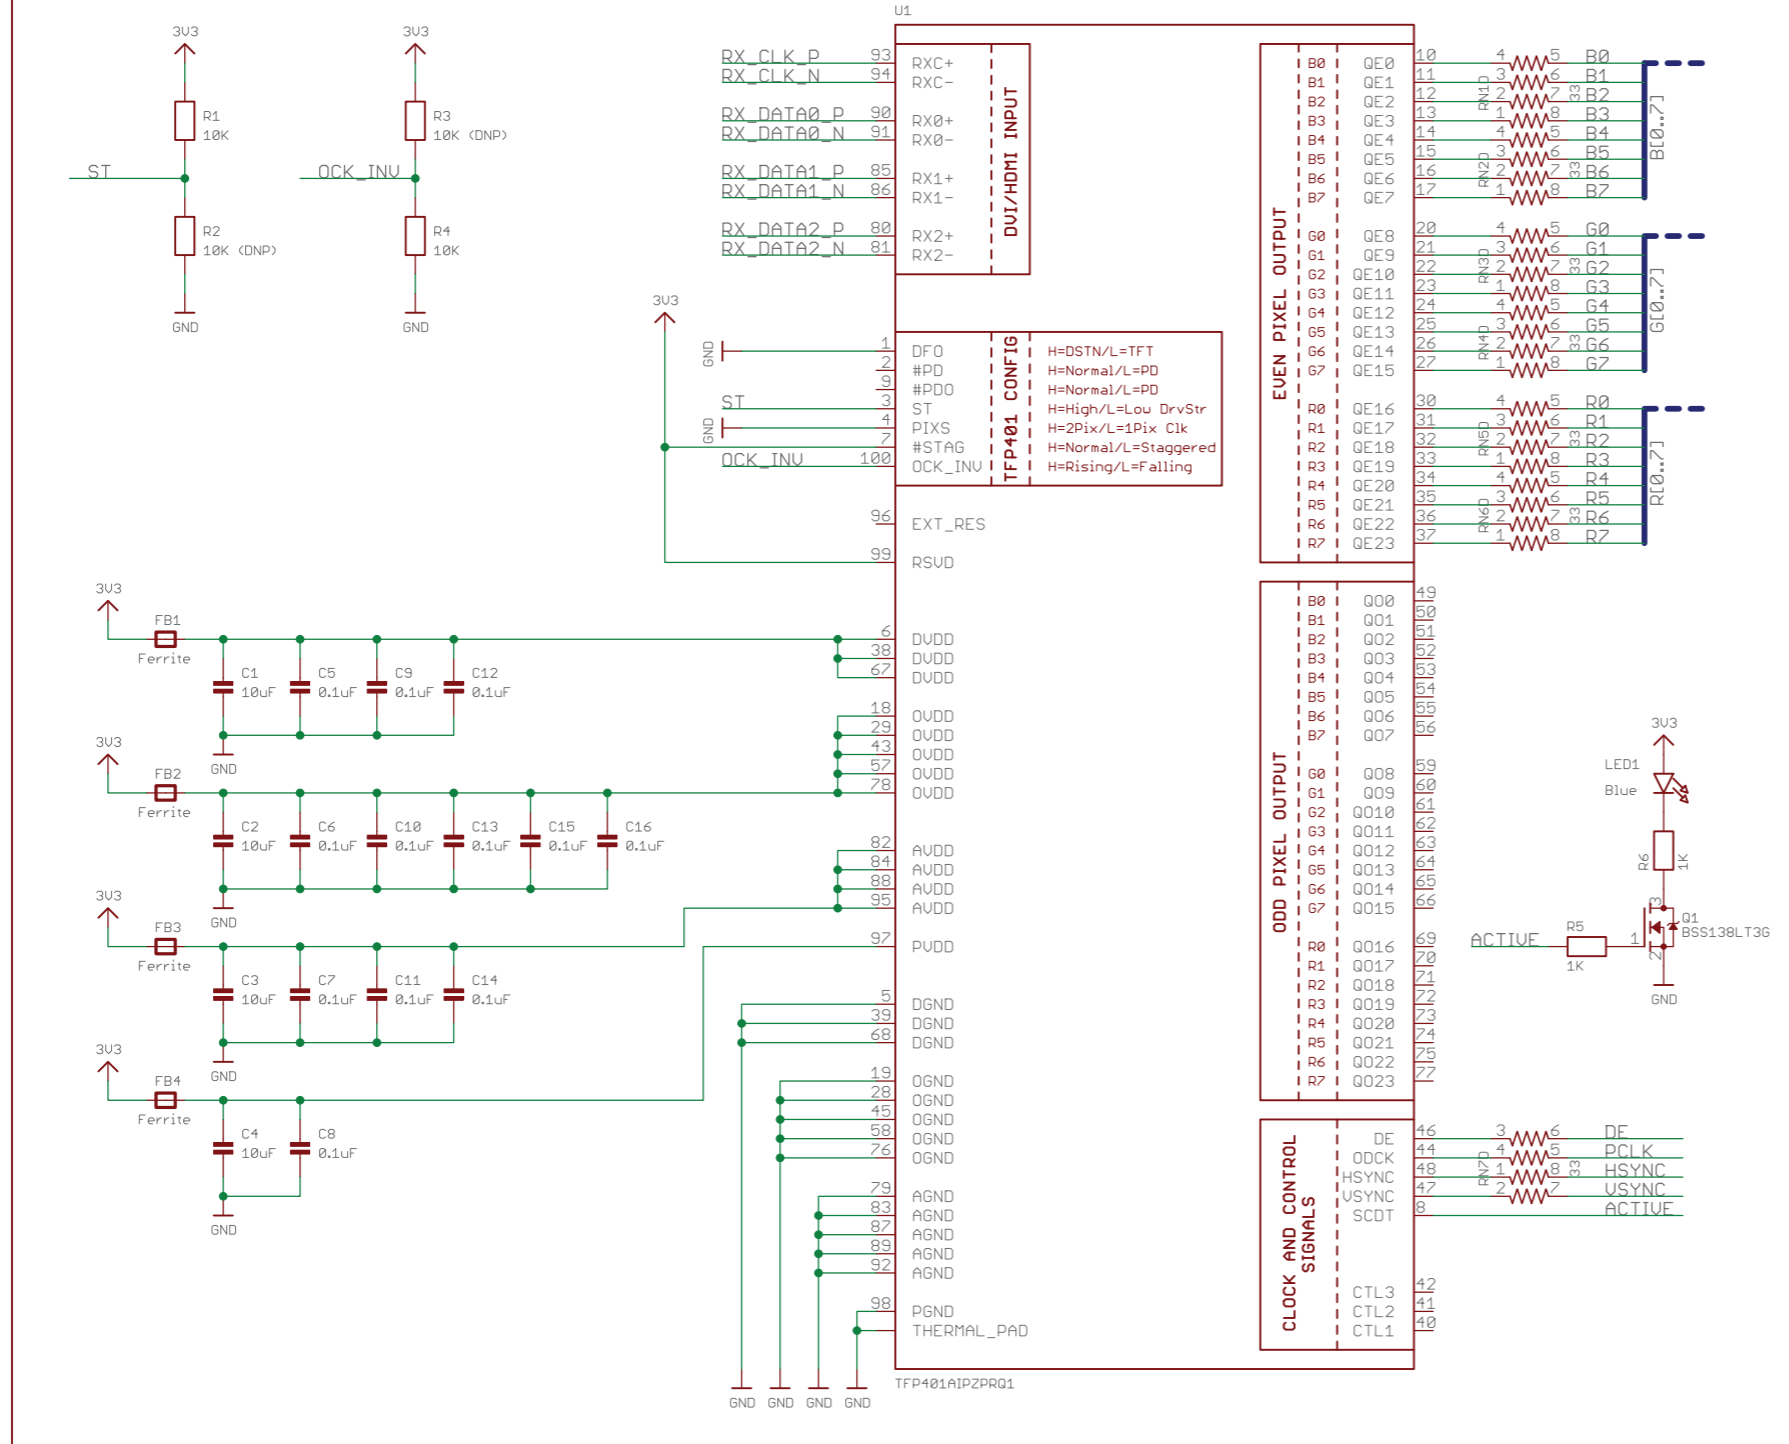 U1
3V3
R1
10K
R2
10K (DNP)
ST
GND
3V3
R3
10K (DNP)
R4
10K
OCK_INV
GND
RX_CLK_P 93 RXC+
RX_CLK_N 94 RXC-
RX_DATA0_P 90 RX0+
RX_DATA0_N 91 RX0-
RX_DATA1_P 85 RX1+
RX_DATA1_N 86 RX1-
RX_DATA2_P 80 RX2+
RX_DATA2_N 81 RX2-
DVI/HDMI INPUT
3V3
GND 1 DFO H=DSTN/L=TFT
2 #PD H=Normal/L=PD
9 #PDO H=Normal/L=PD
ST 3 ST H=High/L=Low DrvStr
GND 4 PIXS H=2Pix/L=1Pix Clk
7 #STAG H=Normal/L=Staggered
OCK_INV 100 OCK_INV H=Rising/L=Falling
TFP401 CONFIG
96 EXT_RES
99 RSVD
3V3
FB1
Ferrite
C1
10uF
C5
0.1uF
C9
0.1uF
C12
0.1uF
GND
6 DVDD
38 DVDD
67 DVDD
18 OVDD
29 OVDD
43 OVDD
57 OVDD
78 OVDD
3V3
FB2
Ferrite
C2
10uF
C6
0.1uF
C10
0.1uF
C13
0.1uF
C15
0.1uF
C16
0.1uF
GND
82 AVDD
84 AVDD
88 AVDD
95 AVDD
97 PVDD
3V3
FB3
Ferrite
C3
10uF
C7
0.1uF
C11
0.1uF
C14
0.1uF
GND
3V3
FB4
Ferrite
C4
10uF
C8
0.1uF
GND
5 DGND
39 DGND
68 DGND
19 OGND
28 OGND
45 OGND
58 OGND
76 OGND
79 AGND
83 AGND
87 AGND
89 AGND
92 AGND
98 PGND
THERMAL_PAD
GND GND GND GND
TFP401AIPZPRQ1
EVEN PIXEL OUTPUT
B0 QE0 10 4 5 B0
B1 QE1 11 3 6 B1
B2 QE2 12 2 7 B2
B3 QE3 13 1 8 B3
RN1D 33
B4 QE4 14 4 5 B4
B5 QE5 15 3 6 B5
B6 QE6 16 2 7 B6
B7 QE7 17 1 8 B7
RN2D 33
B[0..7]
G0 QE8 20 4 5 G0
G1 QE9 21 3 6 G1
G2 QE10 22 2 7 G2
G3 QE11 23 1 8 G3
RN3D 33
G4 QE12 24 4 5 G4
G5 QE13 25 3 6 G5
G6 QE14 26 2 7 G6
G7 QE15 27 1 8 G7
RN4D 33
G[0..7]
R0 QE16 30 4 5 R0
R1 QE17 31 3 6 R1
R2 QE18 32 2 7 R2
R3 QE19 33 1 8 R3
RN5D 33
R4 QE20 34 4 5 R4
R5 QE21 35 3 6 R5
R6 QE22 36 2 7 R6
R7 QE23 37 1 8 R7
RN6D 33
R[0..7]
ODD PIXEL OUTPUT
B0 QO0 49
B1 QO1 50
B2 QO2 51
B3 QO3 52
B4 QO4 53
B5 QO5 54
B6 QO6 55
B7 QO7 56
G0 QO8 59
G1 QO9 60
G2 QO10 61
G3 QO11 62
G4 QO12 63
G5 QO13 64
G6 QO14 65
G7 QO15 66
R0 QO16 69
R1 QO17 70
R2 QO18 71
R3 QO19 72
R4 QO20 73
R5 QO21 74
R6 QO22 75
R7 QO23 77
3V3
LED1
Blue
R6
1K
3
Q1
BSS138LT3G
ACTIVE
R5
1K
1
2
GND
CLOCK AND CONTROL
SIGNALS
DE 46 3 6 DE
ODCK 44 4 5 PCLK
HSYNC 48 1 8 HSYNC
VSYNC 47 2 7 VSYNC
RN7D 33
SCDT 8 ACTIVE
CTL3 42
CTL2 41
CTL1 40